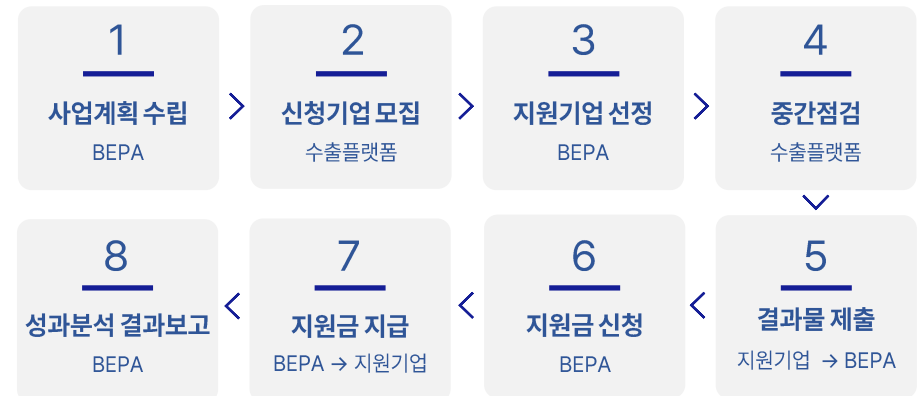 1
사업계획 수립
BEPA
2
신청기업 모집
수출플랫폼
3
지원기업 선정
BEPA
4
중간점검
수출플랫폼
5
결과물 제출
지원기업 → BEPA
6
지원금 신청
BEPA
7
지원금 지급
BEPA → 지원기업
8
성과분석 결과보고
BEPA